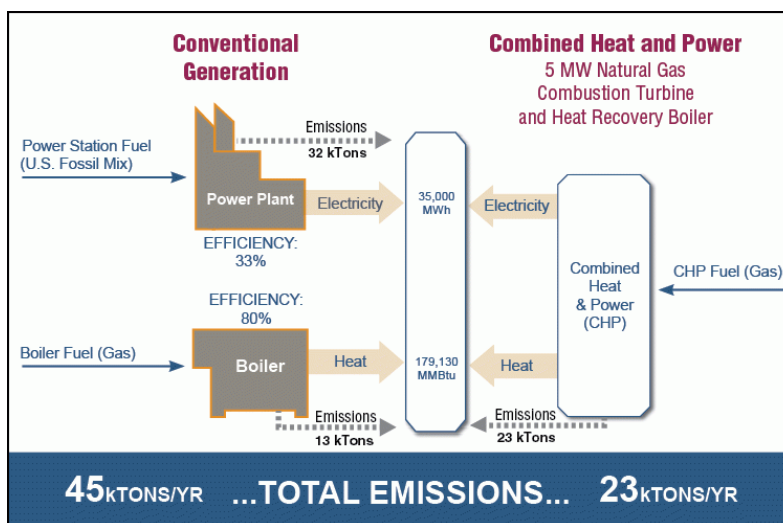 Conventional
Generation
Combined Heat and Power
5 MW Natural Gas
Combustion Turbine
and Heat Recovery Boiler
Power Station Fuel
(U.S. Fossil Mix)
Emissions
32 kTons
Power Plant
Electricity
35,000
MWh
Electricity
EFFICIENCY:
33%
Combined
Heat
& Power
(CHP)
CHP Fuel (Gas)
EFFICIENCY:
80%
Boiler Fuel (Gas)
Boiler
Heat
179,130
MMBtu
Heat
Emissions
13 kTons
Emissions
23 kTons
45kTONS/YR ...TOTAL EMISSIONS... 23kTONS/YR